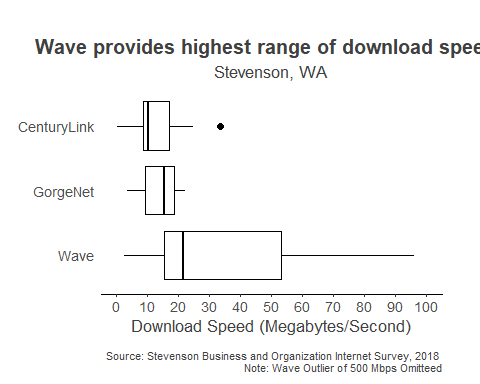 Wave provides highest range of download spee
Stevenson, WA
CenturyLink
GorgeNet
Wave
0 10 20 30 40 50 60 70 80 90 100
Download Speed (Megabytes/Second)
Source: Stevenson Business and Organization Internet Survey, 2018
Note: Wave Outlier of 500 Mbps Omitteed